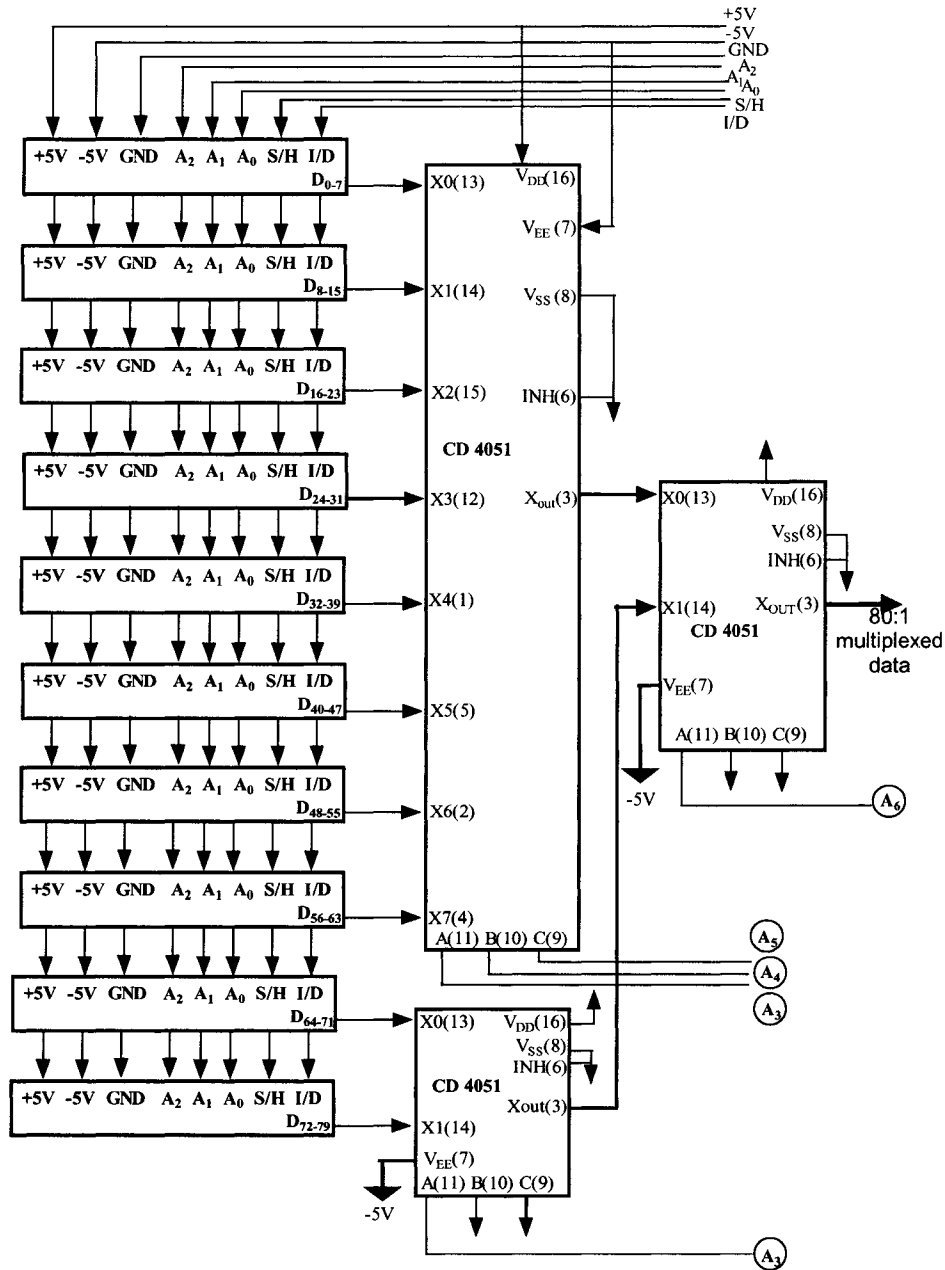 +5V
-5V
GND
A2
A1 A0
S/H
I/D
+5V -5V GND A2 A1 A0 S/H I/D
D0-7
X0(13)
VDD(16)
VEE(7)
+5V -5V GND A2 A1 A0 S/H I/D
D8-15
X1(14)
VSS(8)
+5V -5V GND A2 A1 A0 S/H I/D
D16-23
X2(15)
INH(6)
CD 4051
+5V -5V GND A2 A1 A0 S/H I/D
D24-31
X3(12)
Xout(3)
X0(13)
VDD(16)
VSS(8)
INH(6)
+5V -5V GND A2 A1 A0 S/H I/D
D32-39
X4(1)
X1(14)
XOUT(3)
CD 4051
80:1
multiplexed
data
+5V -5V GND A2 A1 A0 S/H I/D
D40-47
X5(5)
VEE(7)
A(11) B(10) C(9)
-5V
A6
+5V -5V GND A2 A1 A0 S/H I/D
D48-55
X6(2)
+5V -5V GND A2 A1 A0 S/H I/D
D56-63
X7(4)
A(11) B(10) C(9)
A5
A4
A3
+5V -5V GND A2 A1 A0 S/H I/D
D64-71
X0(13)
VDD(16)
VSS(8)
INH(6)
CD 4051
+5V -5V GND A2 A1 A0 S/H I/D
D72-79
Xout(3)
X1(14)
VEE(7)
A(11) B(10) C(9)
-5V
A3